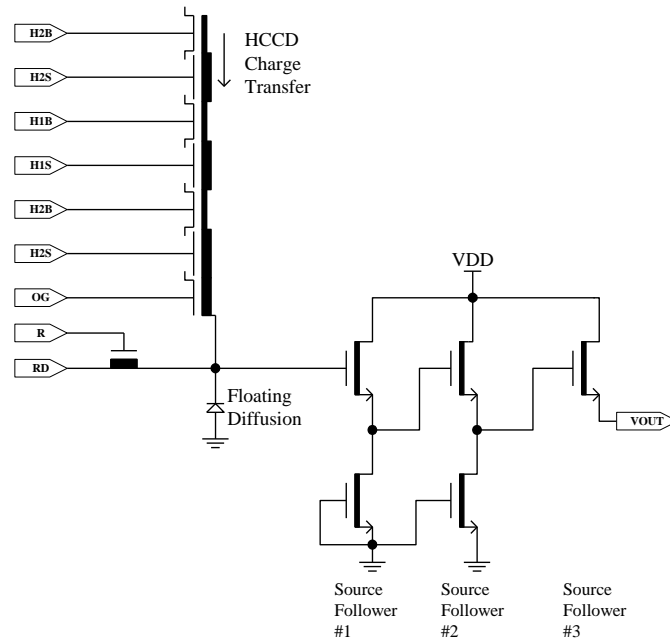 H2B
HCCD
Charge
Transfer
H2S
H1B
H1S
H2B
H2S
OG
VDD
R
RD
Floating
Diffusion
VOUT
Source
Follower
#1
Source
Follower
#2
Source
Follower
#3